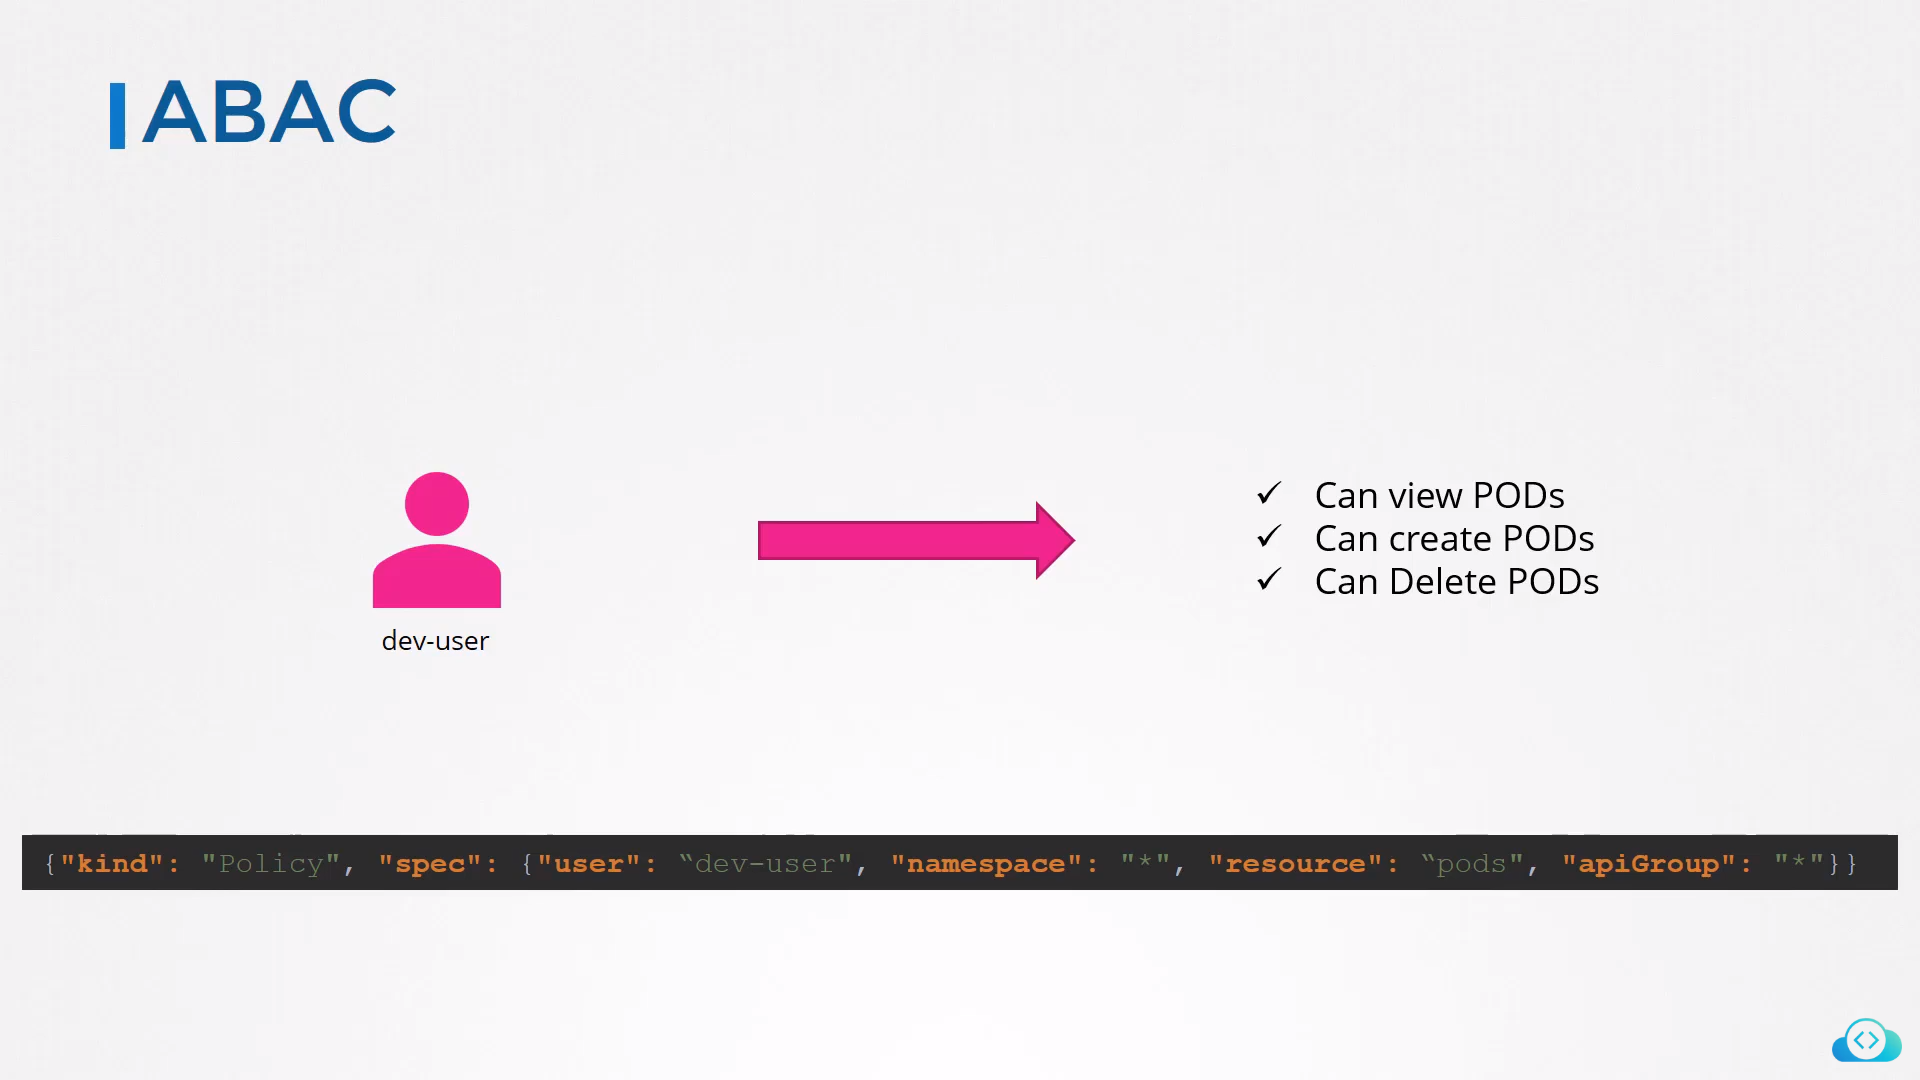 ABAC
✓ Can view PODs
✓ Can create PODs
✓ Can Delete PODs
dev-user
{"kind": "Policy", "spec": {"user": “dev-user", "namespace": "*", "resource": “pods", "apiGroup": "*"}}